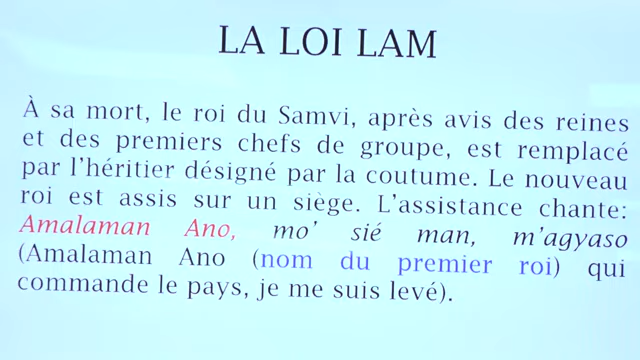 LA LOI LAM
À sa mort, le roi du Samvi, après avis des reines
et des premiers chefs de groupe, est remplacé
par l'héritier désigné par la coutume. Le nouveau
roi est assis sur un siège. L'assistance chante:
Amalaman Ano, mo' sié man, m'agyaso
(Amalaman Ano (nom du premier roi) qui
commande le pays, je me suis levé).